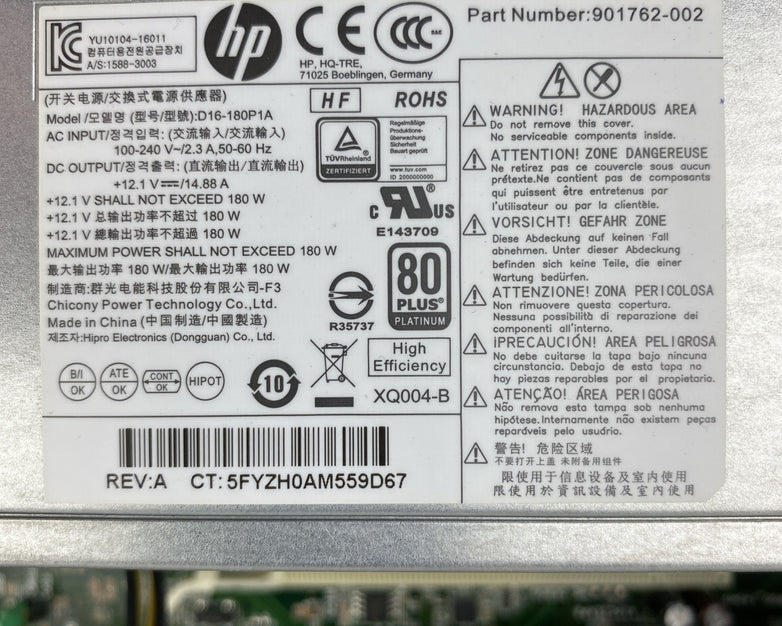 YU10104-16011
컴퓨터용전원공급장치
A/S:1588-3003
hp
CE
CCC
HP, HQ-TRE,
71025 Boeblingen, Germany
Part Number:901762-002
(开关电源/交換式電源供應器)
Model /모델명 (型号/型號):D16-180P1A
AC INPUT/정격입력: (交流输入/交流輸入)
100-240 V~/2.3 A,50-60 Hz
DC OUTPUT/정격출력: (直流输出/直流輸出)
+12.1 V⎓/14.88 A
+12.1 V SHALL NOT EXCEED 180 W
+12.1 V 总输出功率不超过 180 W
+12.1 V 總輸出功率不超過 180 W
MAXIMUM POWER SHALL NOT EXCEED 180 W
最大输出功率 180 W/最大輸出功率 180 W
制造商:群光电能科技股份有限公司-F3
Chicony Power Technology Co.,Ltd.
Made in China (中国制造/中國製造)
제조자:Hipro Electronics (Dongguan) Co., Ltd.
HF
ROHS
TÜVRheinland
ZERTIFIZIERT
Regelmäßige
Produktions-
überwachung
Sicherheit
Bauart geprüft
www.tuv.com
ID 2000000000
c RU US
E143709
R35737
80
PLUS®
PLATINUM
B/I
OK
ATE
OK
CONT
OK
HIPOT
10
High
Efficiency
XQ004-B
REV:A CT: 5FYZH0AM559D67
WARNING! HAZARDOUS AREA
Do not remove this cover.
No serviceable components inside.
ATTENTION! ZONE DANGEREUSE
Ne retirez pas ce couvercle sous aucun
prétexte.Ne contient pas de composants
qui puissent être entretenus par
l'utilisateur ou par la clientèle.
VORSICHT! GEFAHR ZONE
Diese Abdeckung auf keinen Fall
abnehmen. Unter dieser Abdeckung
befinden sich keine Teile, die einer
Wartung bedürfen.
ATTENZIONE! ZONA PERICOLOSA
Non rimuovere questa copertura.
Nessuna possibilità di reparazione dei
componenti all'interno.
¡PRECAUCIÓN! AREA PELIGROSA
No debe cuitarse la tapa bajo nincuna
circunstancia. Debajo de esta tapa no
hay piezas reparables por el propietario.
ATENÇÃO! ÁREA PERIGOSA
Não remova esta tampa sob nenhuma
hipótese.Internamente não existem peças
reparáveis pelo usudrio.
警告! 危险区域
不要打开上盖 未附备用组件
限使用于信息设备及室内使用
限使用於資訊設備及室內使用